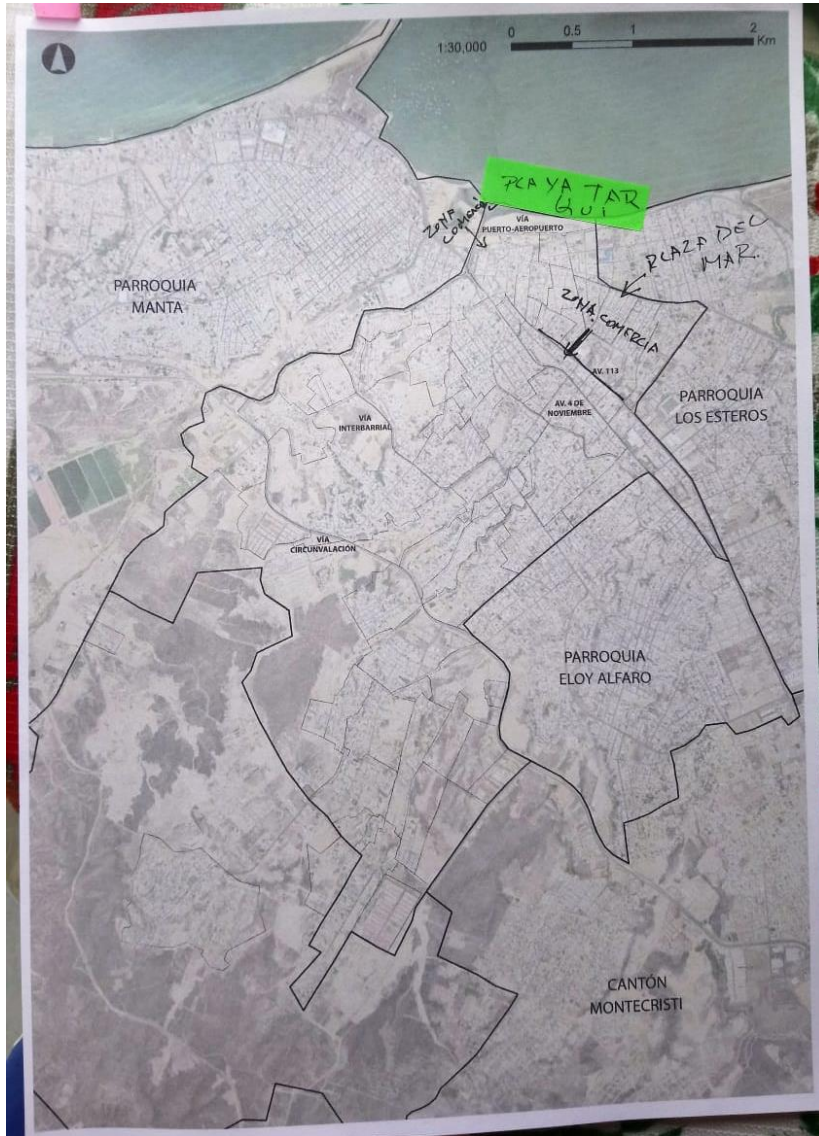 0 0.5 1 2
1:30,000 Km
PLAYA TAR
QUI
ZONA
VÍA
PUERTO-AEROPUERTO
PLAZA DEL
MAR.
PARROQUIA
MANTA
ZONA COMERCIA
AV. 113
PARROQUIA
LOS ESTEROS
AV. 4 DE
NOVIEMBRE
VÍA
INTERBARRIAL
VÍA
CIRCUNVALACIÓN
PARROQUIA
ELOY ALFARO
CANTÓN
MONTECRISTI